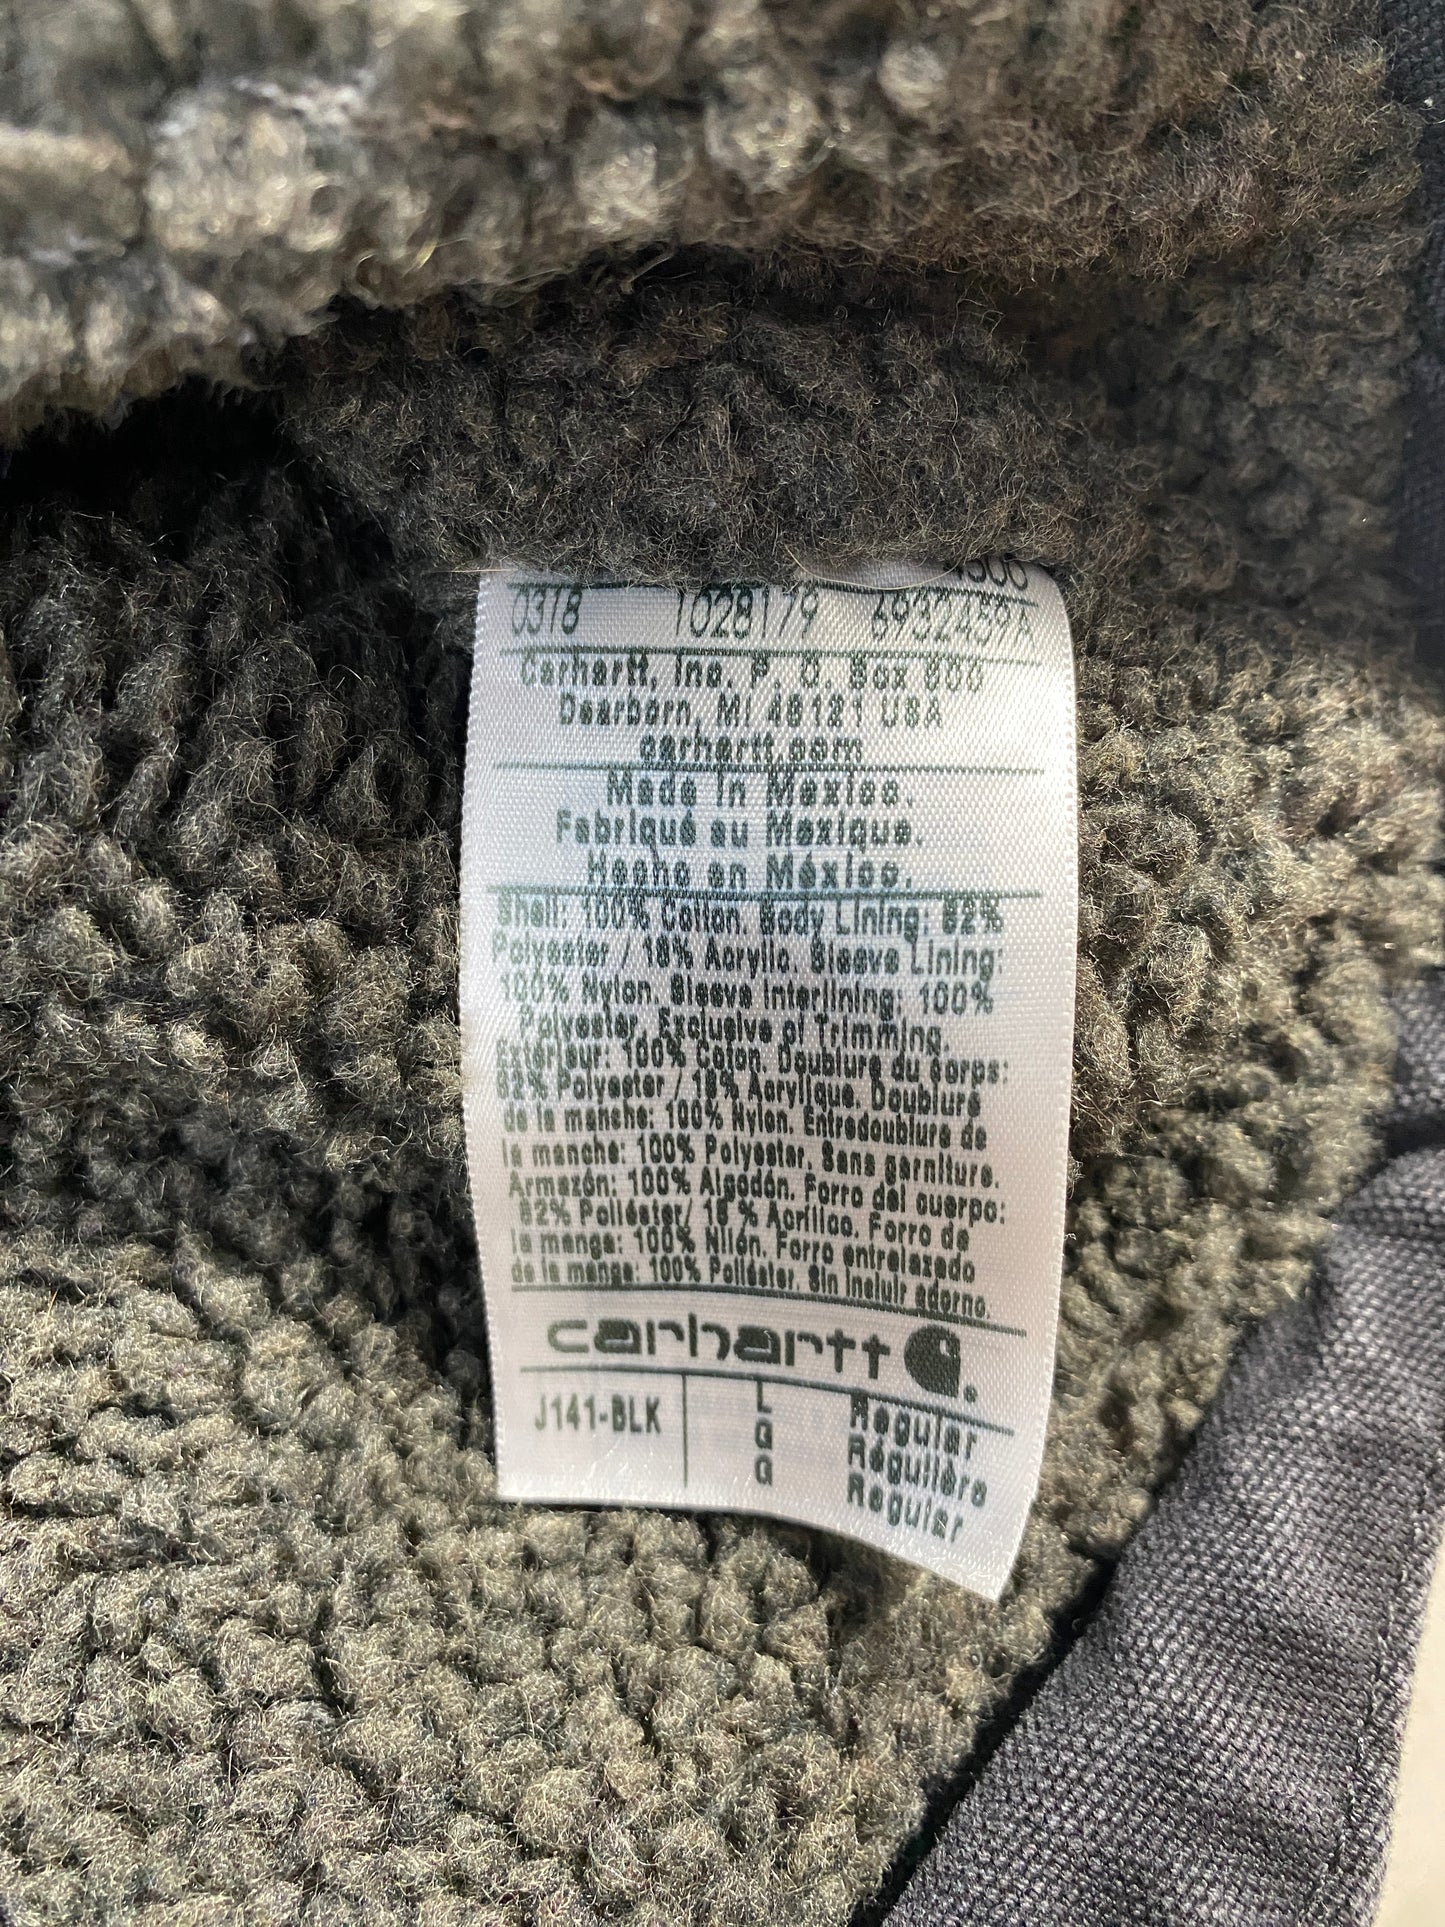 0318 1028179 6932459A
Carhartt, Inc. P. O. Box 600
Dearborn, MI 48121 USA
carhartt.com
Made in Mexico.
Fabriqué au Mexique.
Hecho en México.
Shell: 100% Cotton. Body Lining: 82%
Polyester / 18% Acrylic. Sleeve Lining:
100% Nylon. Sleeve Interlining: 100%
Polyester. Exclusive of Trimming.
Extérieur: 100% Coton. Doublure du corps:
82% Polyester / 18% Acrylique. Doublure
de la manche: 100% Nylon. Entredoublure de
la manche: 100% Polyester. Sans garniture.
Armazón: 100% Algodón. Forro del cuerpo:
82% Poliéster/ 18 % Acrílico. Forro de
la manga: 100% Nilón. Forro entrelazado
de la manga: 100% Poliéster. Sin incluir adorno.
carhartt
J141-BLK L Regular
G Régulière
G Regular